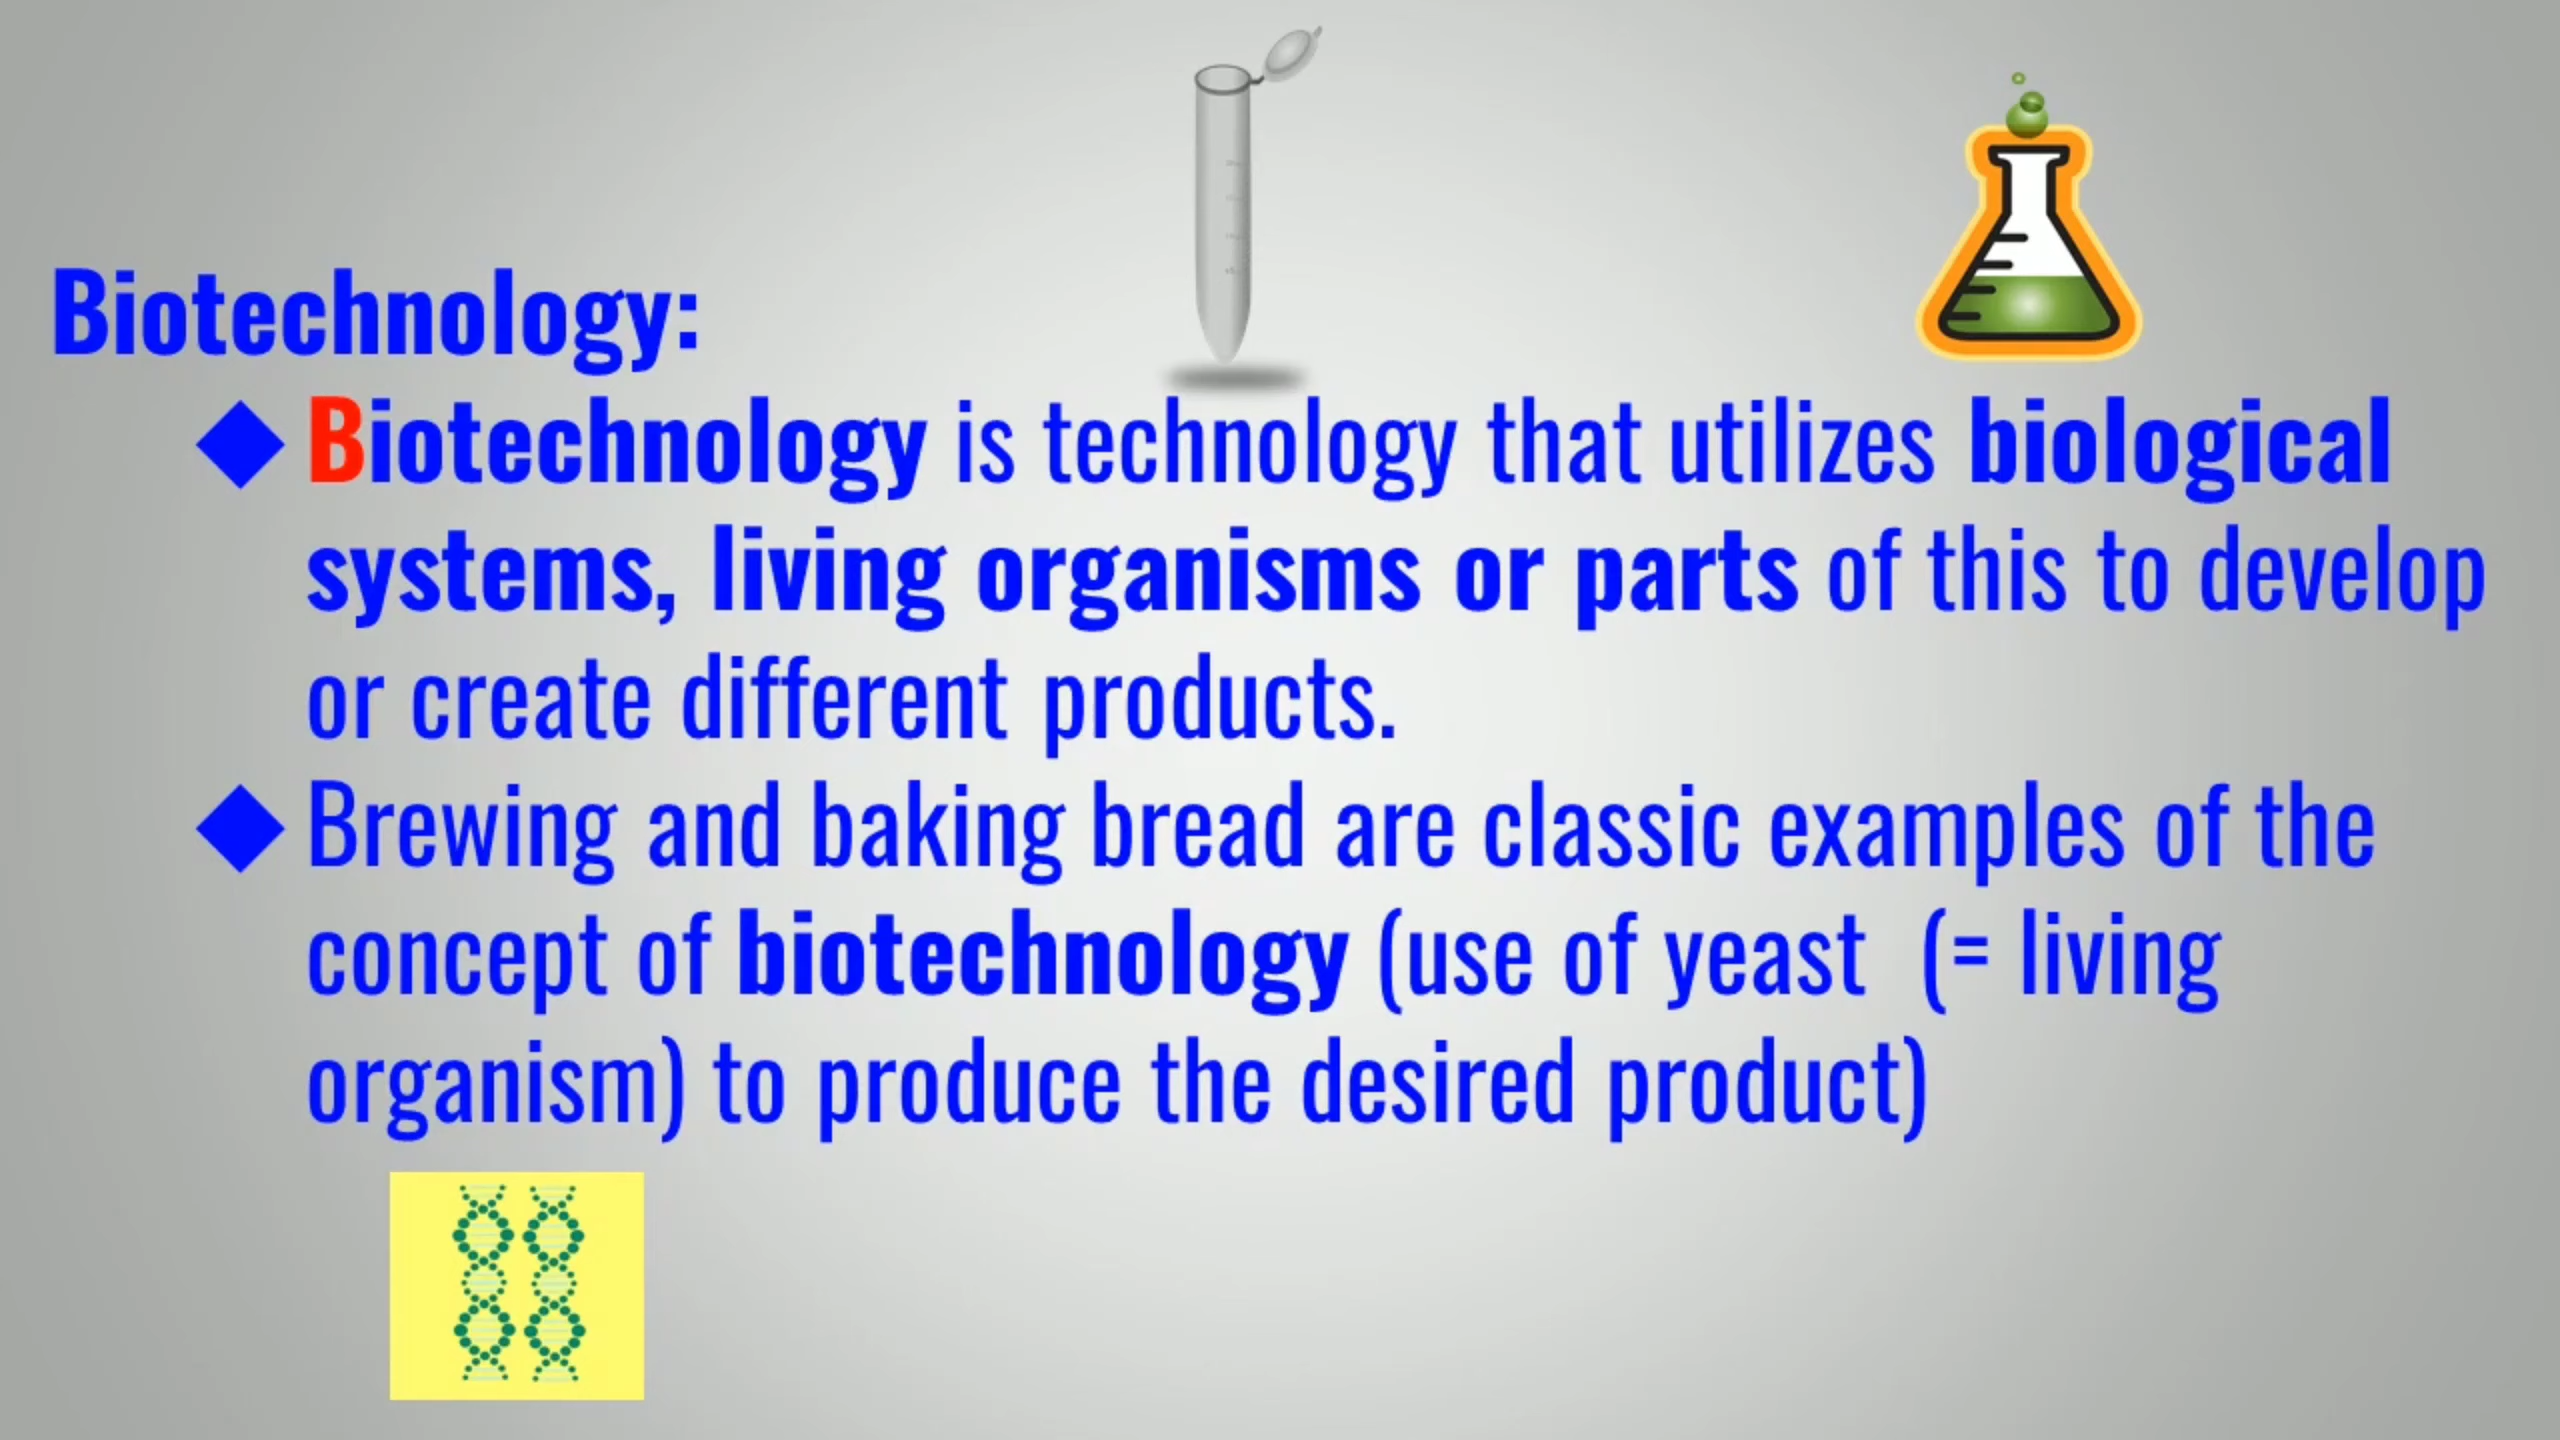 Biotechnology:
◆ Biotechnology is technology that utilizes biological
systems, living organisms or parts of this to develop
or create different products.
◆ Brewing and baking bread are classic examples of the
concept of biotechnology (use of yeast  (= living
organism) to produce the desired product)